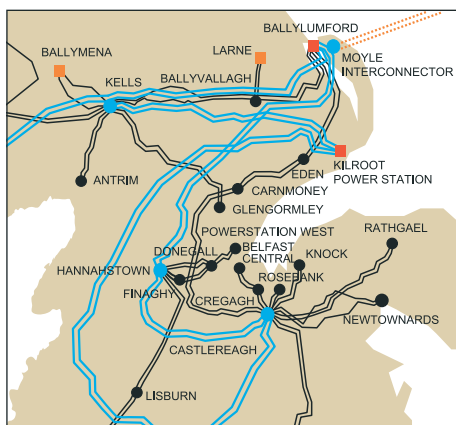 BALLYLUMFORD
BALLYMENA
LARNE
MOYLE
INTERCONNECTOR
KELLS
BALLYVALLAGH
KILROOT
POWER STATION
EDEN
ANTRIM
CARNMONEY
GLENGORMLEY
POWERSTATION WEST
RATHGAEL
DONEGALL
BELFAST
CENTRAL
KNOCK
HANNAHSTOWN
ROSEBANK
FINAGHY
CREGAGH
NEWTOWNARDS
CASTLEREAGH
LISBURN